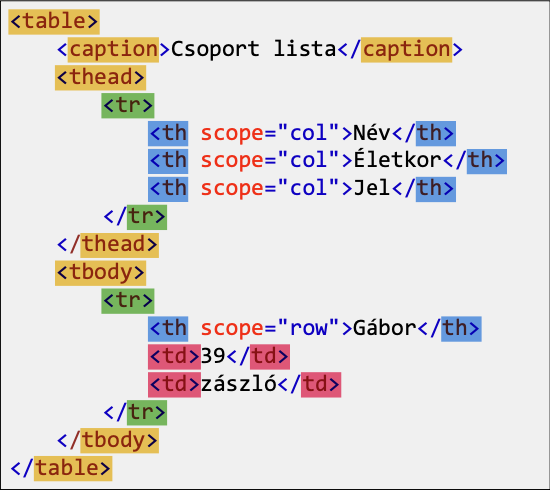 <table>
<caption>Csoport lista</caption>
<thead>
<tr>
<th scope="col">Név</th>
<th scope="col">Életkor</th>
<th scope="col">Jel</th>
</tr>
</thead>
<tbody>
<tr>
<th scope="row">Gábor</th>
<td>39</td>
<td>zászló</td>
</tr>
</tbody>
</table>